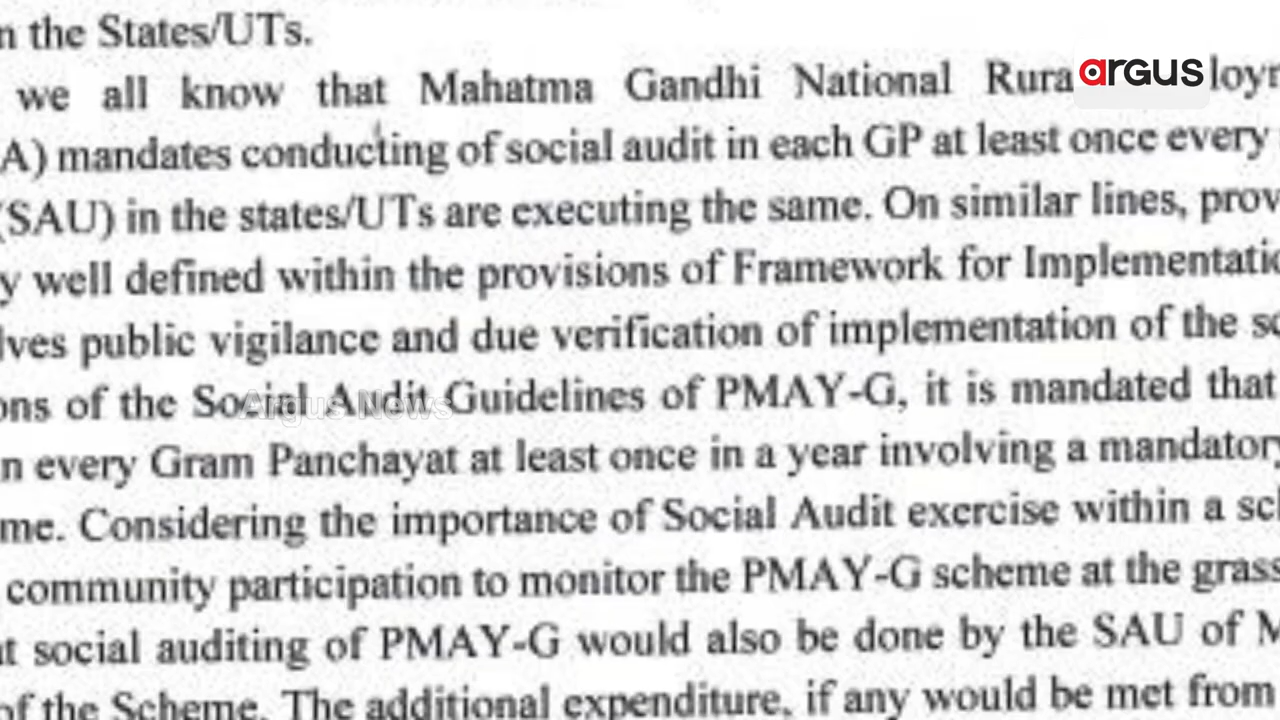 n the States/UTs.
we all know that Mahatma Gandhi National Rura
argus
loyr
A) mandates conducting of social audit in each GP at least once every
(SAU) in the states/UTs are executing the same. On similar lines, prov
y well defined within the provisions of Framework for Implementatio
lves public vigilance and due verification of implementation of the sc
ons of the Social Audit Guidelines of PMAY-G, it is mandated that
Argus News
n every Gram Panchayat at least once in a year involving a mandatory
me. Considering the importance of Social Audit exercise within a sch
community participation to monitor the PMAY-G scheme at the grass
at social auditing of PMAY-G would also be done by the SAU of M
of the Scheme. The additional expenditure, if any would be met from